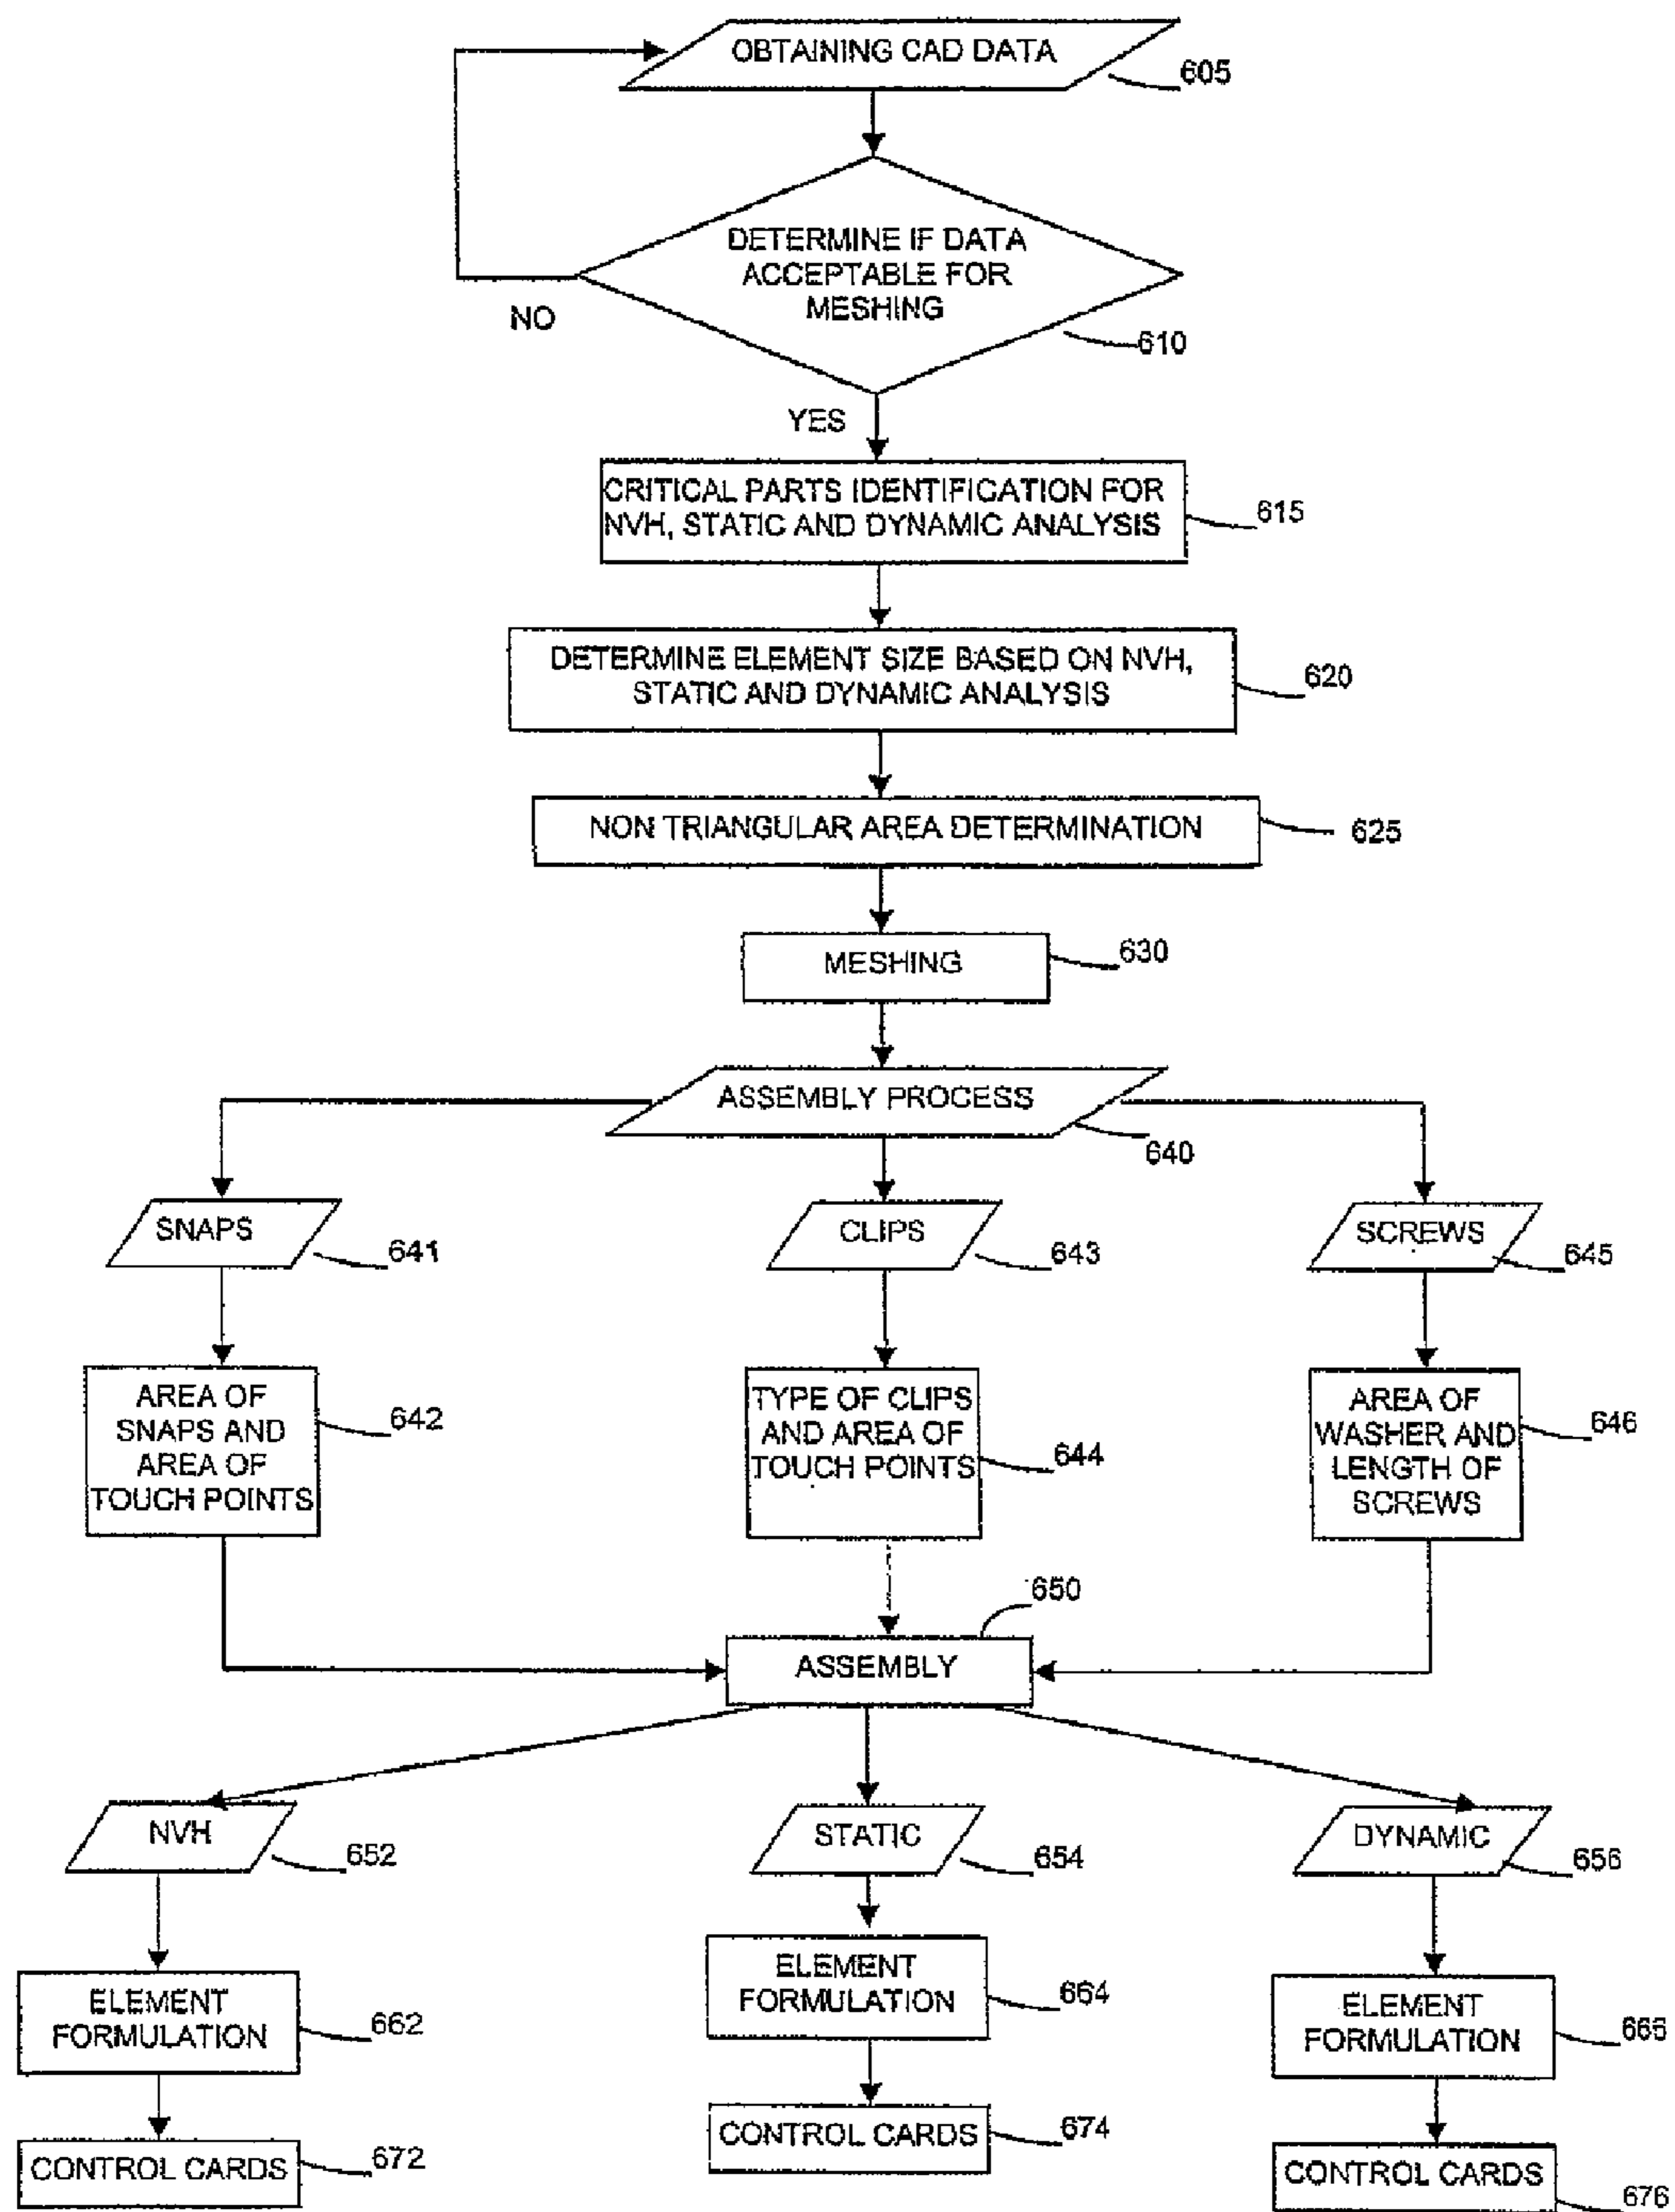 OBTAINING CAD DATA
605
DETERMINE IF DATA
ACCEPTABLE FOR
MESHING
610
NO
YES
CRITICAL PARTS IDENTIFICATION FOR
NVH, STATIC AND DYNAMIC ANALYSIS
615
DETERMINE ELEMENT SIZE BASED ON NVH,
STATIC AND DYNAMIC ANALYSIS
620
NON TRIANGULAR AREA DETERMINATION
625
MESHING
630
ASSEMBLY PROCESS
640
SNAPS
641
CLIPS
643
SCREWS
645
AREA OF
SNAPS AND
AREA OF
TOUCH POINTS
642
TYPE OF CLIPS
AND AREA OF
TOUCH POINTS
644
AREA OF
WASHER AND
LENGTH OF
SCREWS
646
650
ASSEMBLY
NVH
652
STATIC
654
DYNAMIC
656
ELEMENT
FORMULATION
662
ELEMENT
FORMULATION
664
ELEMENT
FORMULATION
666
CONTROL CARDS
672
CONTROL CARDS
674
CONTROL CARDS
676